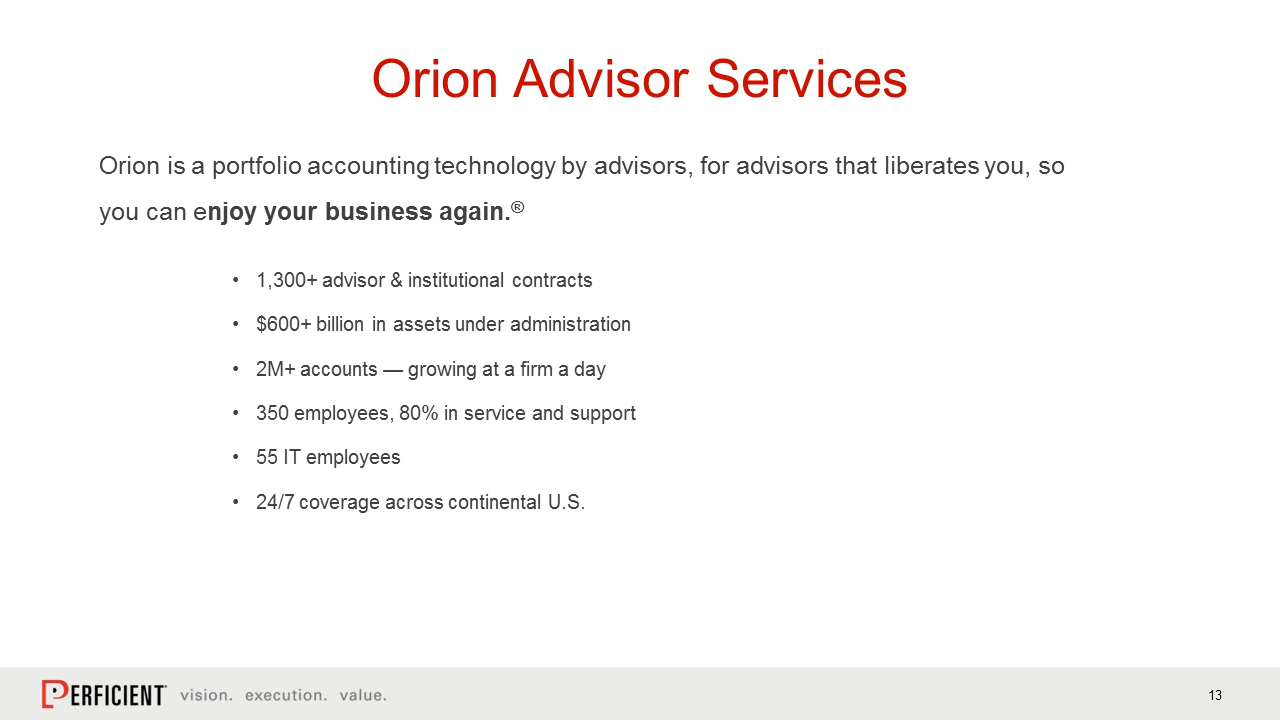 Orion Advisor Services
Orion is a portfolio accounting technology by advisors, for advisors that liberates you, so
you can enjoy your business again.®
• 1,300+ advisor & institutional contracts
• $600+ billion in assets under administration
• 2M+ accounts — growing at a firm a day
• 350 employees, 80% in service and support
• 55 IT employees
• 24/7 coverage across continental U.S.
PERFICIENT vision. execution. value.
13